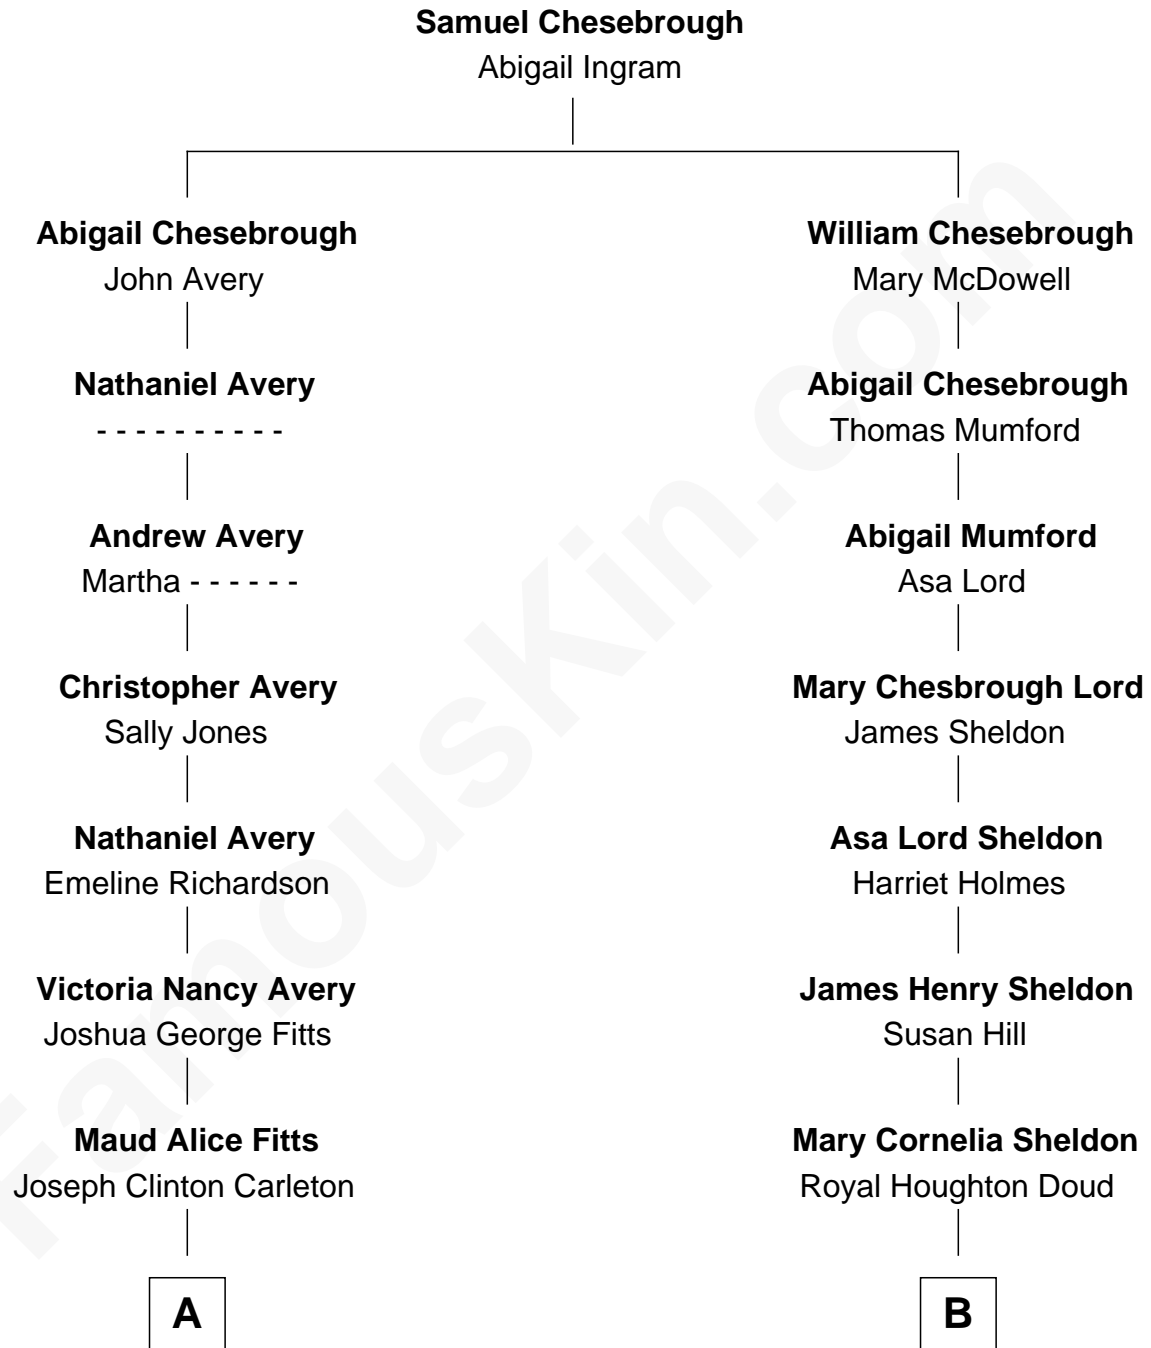 Samuel Chesebrough
Abigail Ingram
Abigail Chesebrough
John Avery
William Chesebrough
Mary McDowell
Nathaniel Avery
- - - - - - - - - -
Abigail Chesebrough
Thomas Mumford
Andrew Avery
Martha - - - - - -
Abigail Mumford
Asa Lord
Christopher Avery
Sally Jones
Mary Chesbrough Lord
James Sheldon
Nathaniel Avery
Emeline Richardson
Asa Lord Sheldon
Harriet Holmes
Victoria Nancy Avery
Joshua George Fitts
James Henry Sheldon
Susan Hill
Maud Alice Fitts
Joseph Clinton Carleton
Mary Cornelia Sheldon
Royal Houghton Doud
A
B
FamousKin.com